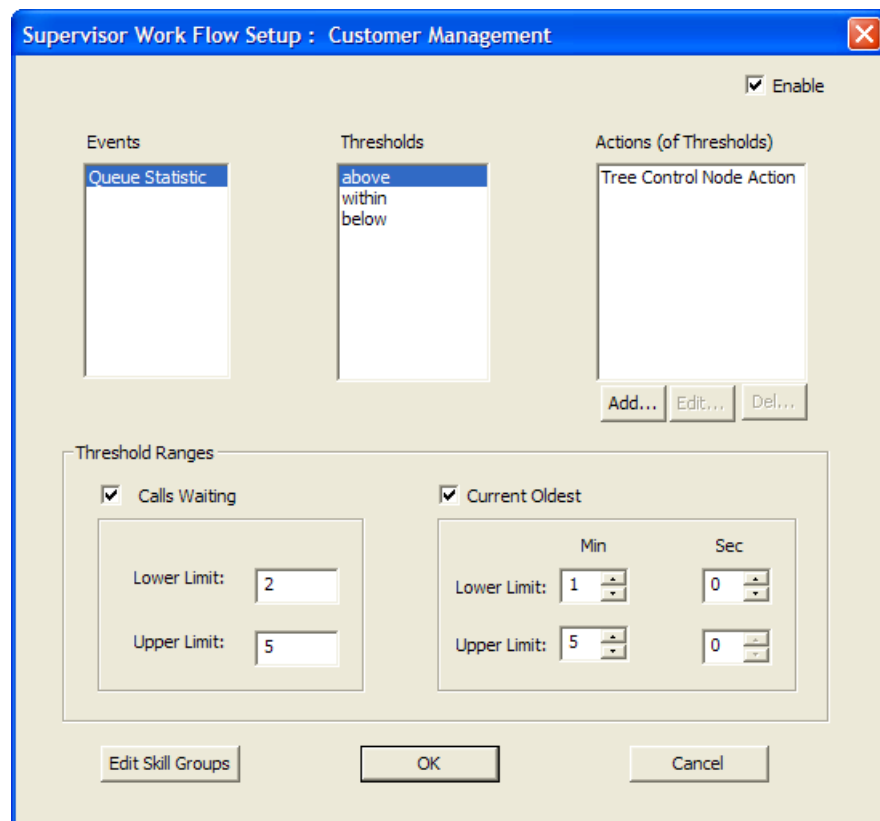 Supervisor Work Flow Setup : Customer Management
Enable
Events
Thresholds
Actions (of Thresholds)
Queue Statistic
above
within
below
Tree Control Node Action
Add...
Edit...
Del...
Threshold Ranges
Calls Waiting
Current Oldest
Min
Sec
Lower Limit: 2
Lower Limit: 1 0
Upper Limit: 5
Upper Limit: 5 0
Edit Skill Groups
OK
Cancel